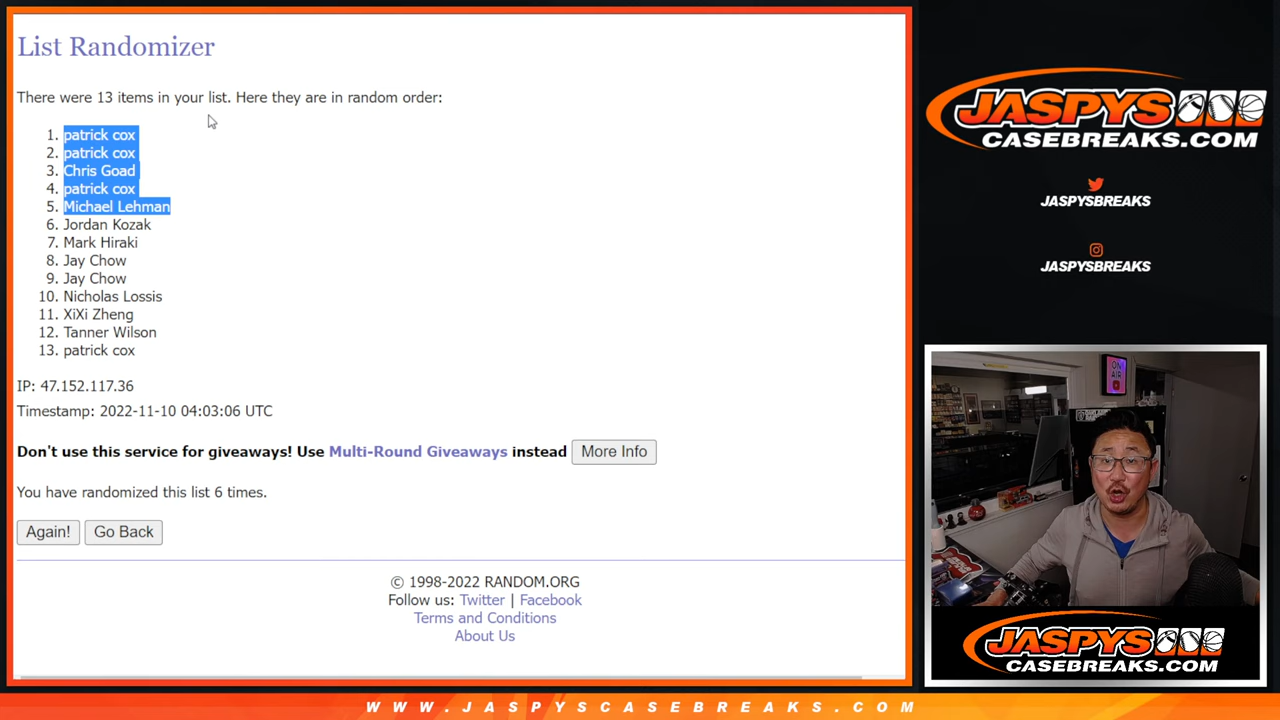 List Randomizer
There were 13 items in your list. Here they are in random order:
1. patrick cox
2. patrick cox
3. Chris Goad
4. patrick cox
5. Michael Lehman
6. Jordan Kozak
7. Mark Hiraki
8. Jay Chow
9. Jay Chow
10. Nicholas Lossis
11. XiXi Zheng
12. Tanner Wilson
13. patrick cox
IP: 47.152.117.36
Timestamp: 2022-11-10 04:03:06 UTC
Don't use this service for giveaways! Use Multi-Round Giveaways instead More Info
You have randomized this list 6 times.
Again! Go Back
© 1998-2022 RANDOM.ORG
Follow us: Twitter | Facebook
Terms and Conditions
About Us
JASPYS
CASEBREAKS.COM
JASPYSBREAKS
JASPYSBREAKS
ON
AIR
JASPYS
CASEBREAKS.COM
WWW.JASPYSCASEBREAKS.COM